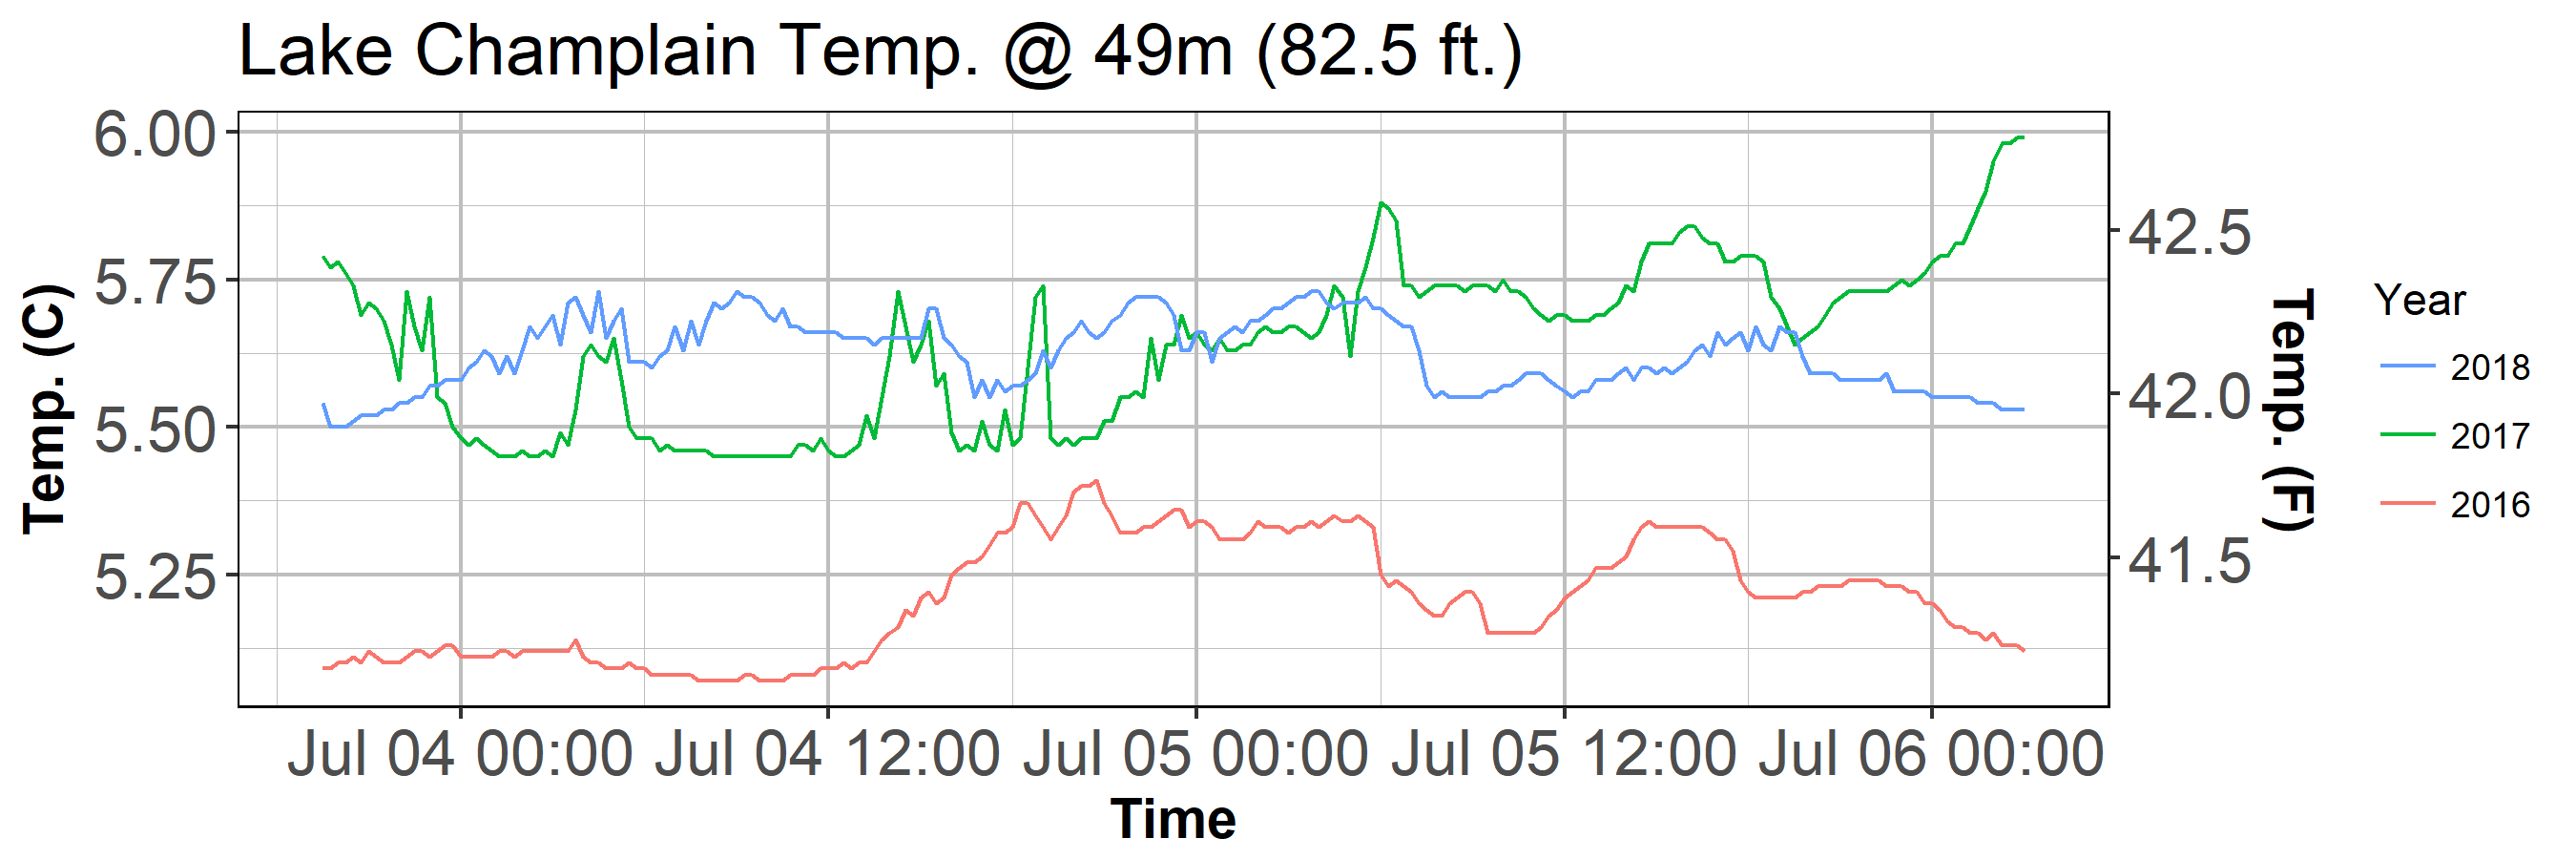 Lake Champlain Temp. @ 49m (82.5 ft.)
6.00
5.75
5.50
5.25
Temp. (C)
42.5
42.0
41.5
Temp. (F)
Jul 04 00:00 Jul 04 12:00 Jul 05 00:00 Jul 05 12:00 Jul 06 00:00
Time
Year
2018
2017
2016